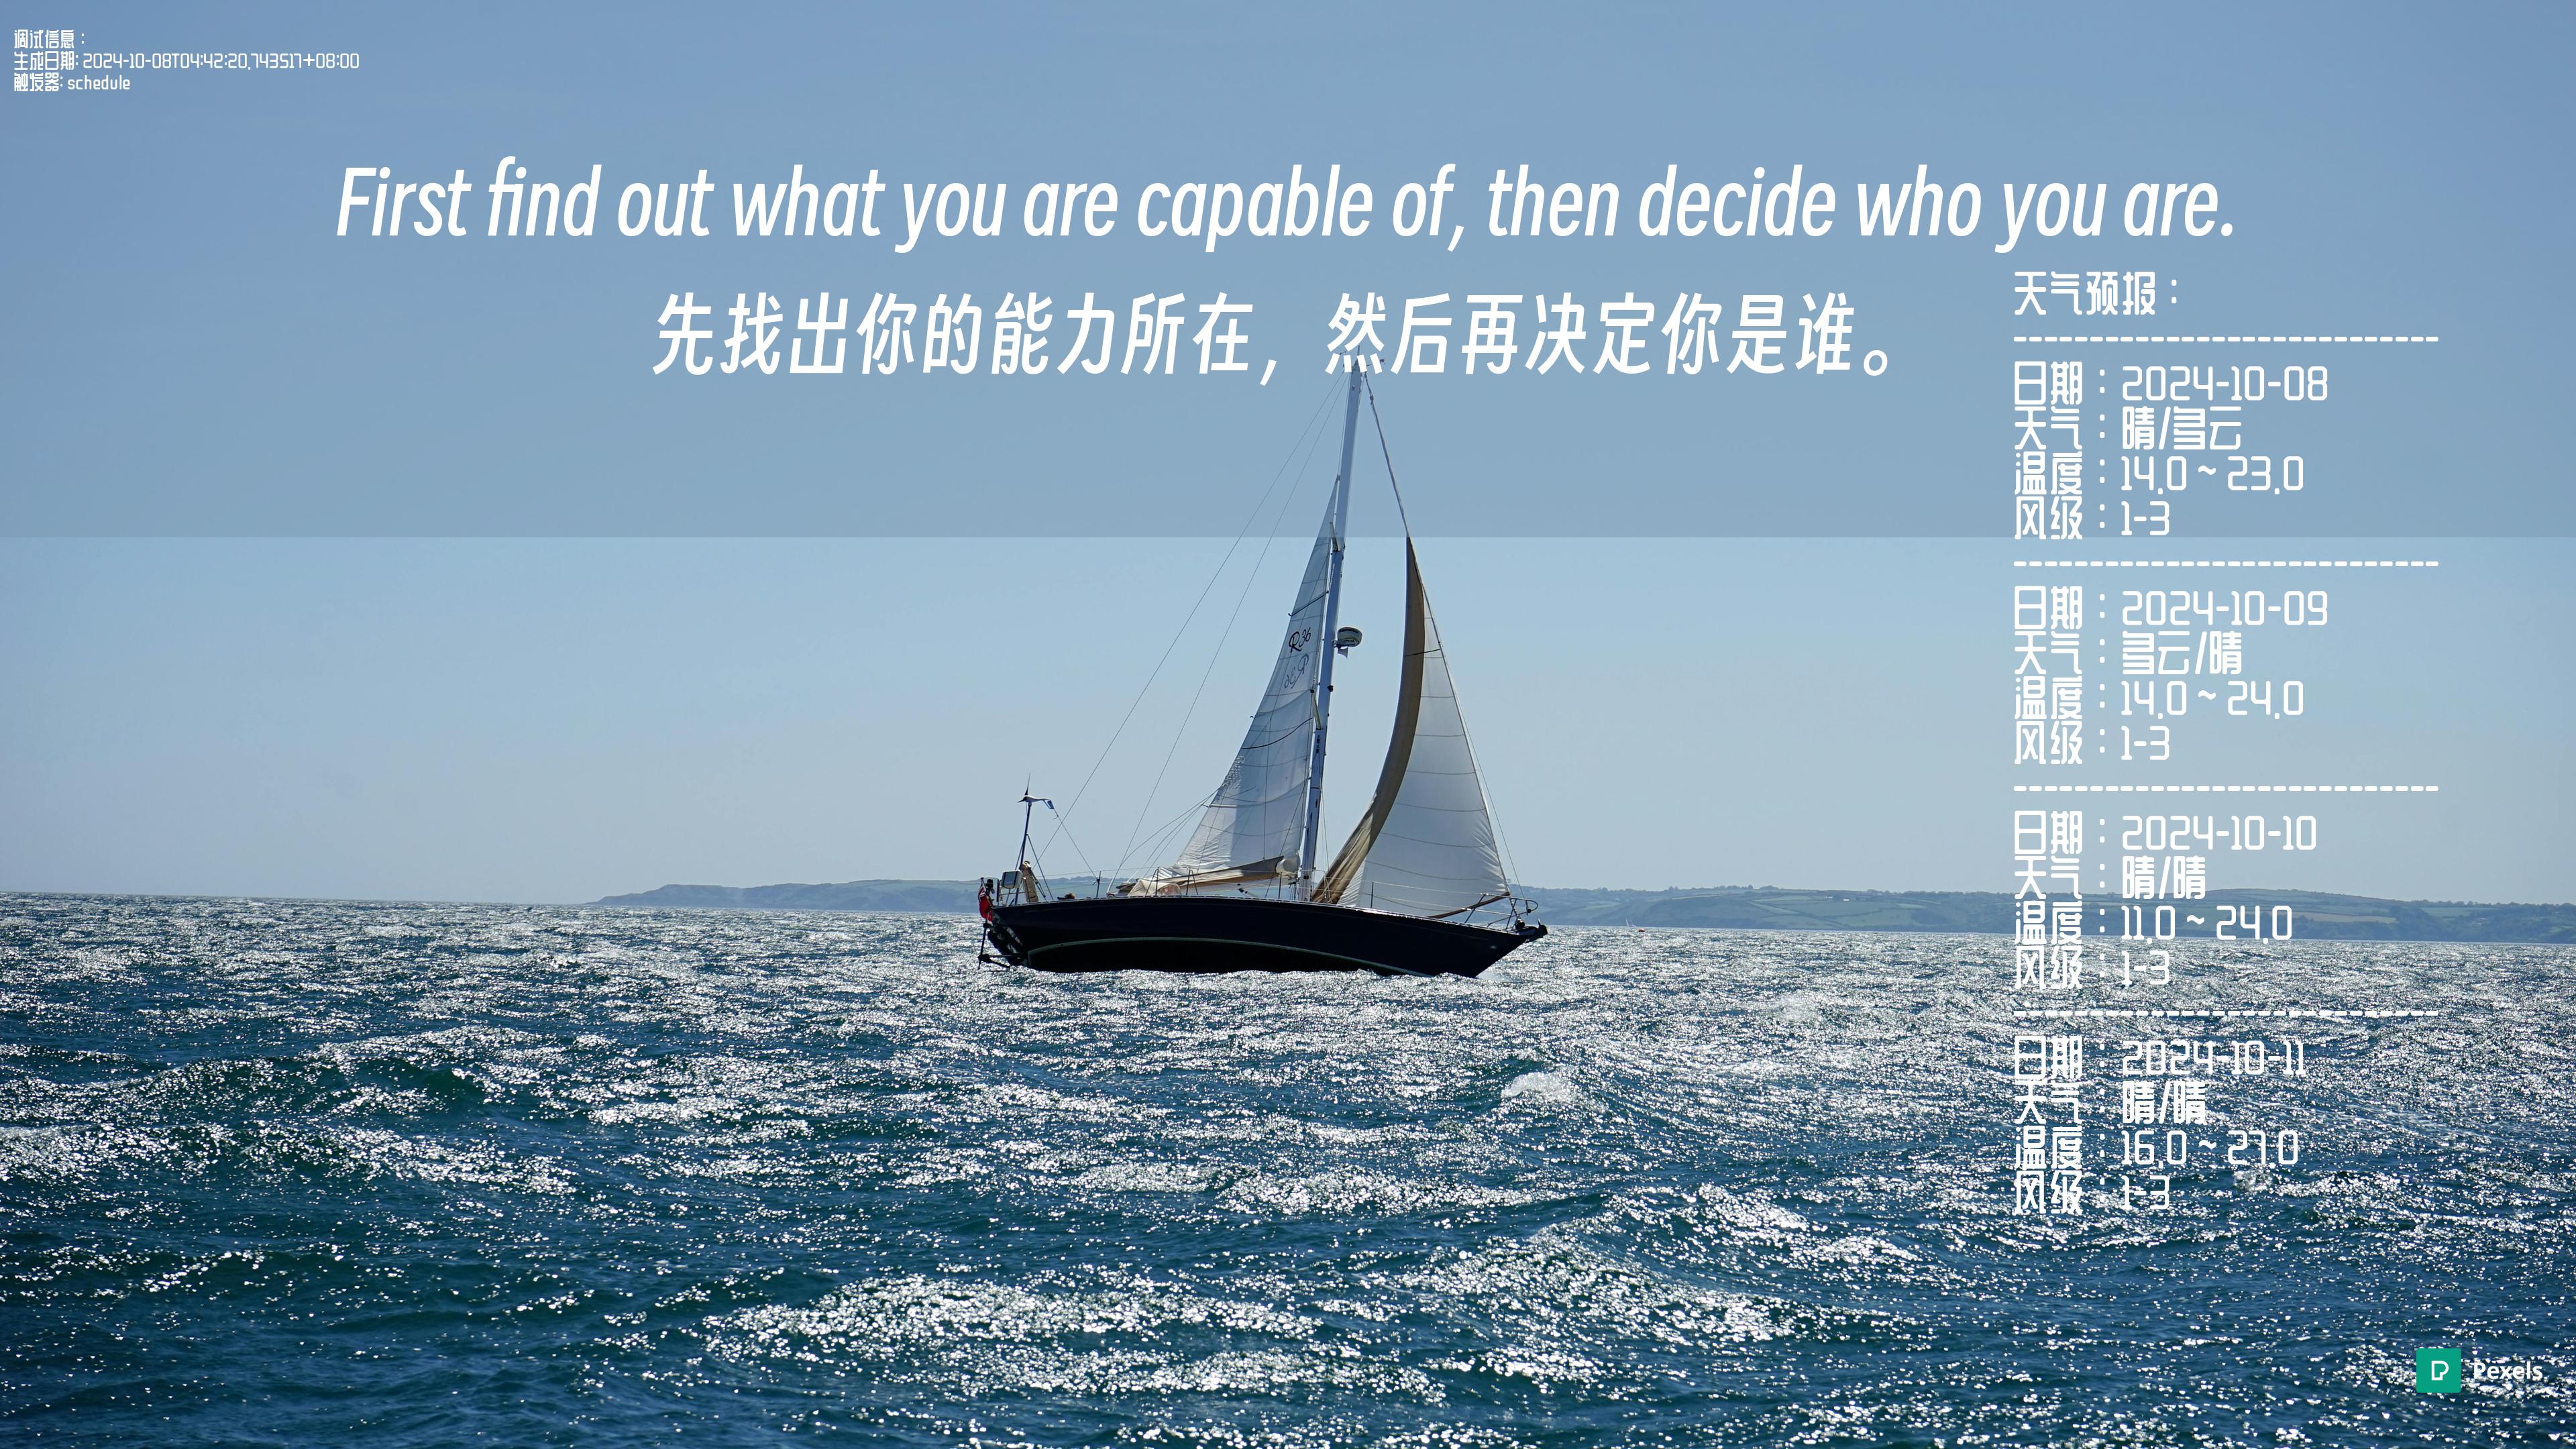 调试信息：
生成日期: 2024-10-08T04:42:20.743517+08:00
触发器: schedule
First find out what you are capable of, then decide who you are.
先找出你的能力所在，然后再决定你是谁。
天气预报：
--------------------------
日期：2024-10-08
天气：晴/多云
温度：14.0 ~ 23.0
风级：1-3
--------------------------
日期：2024-10-09
天气：多云/晴
温度：14.0 ~ 24.0
风级：1-3
--------------------------
日期：2024-10-10
天气：晴/晴
温度：11.0 ~ 24.0
风级：1-3
--------------------------
日期：2024-10-11
天气：晴/晴
温度：16.0 ~ 27.0
风级：1-3
R36
Pexels